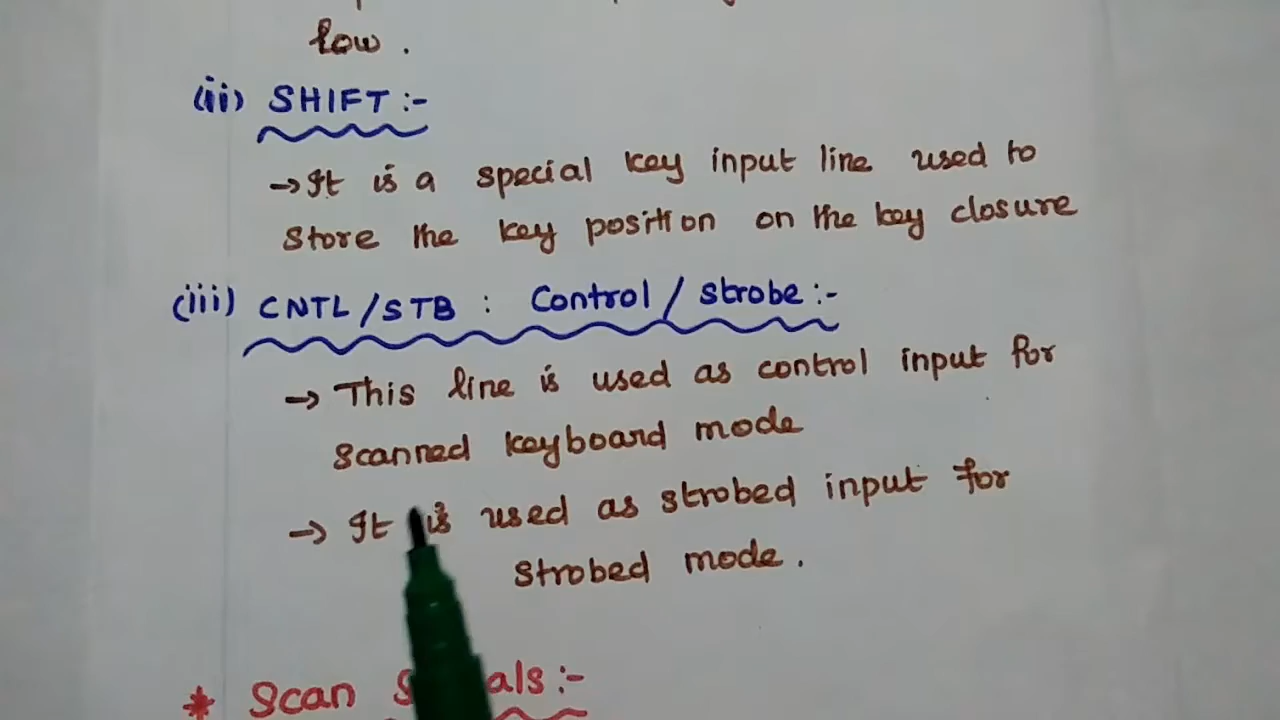 low .
(ii) SHIFT :-
→ It is a special key input line used to
store the key position on the key closure
(iii) CNTL/STB : Control / strobe :-
→ This line is used as control input for
scanned keyboard mode
→ It is used as strobed input for
strobed mode .
* Scan